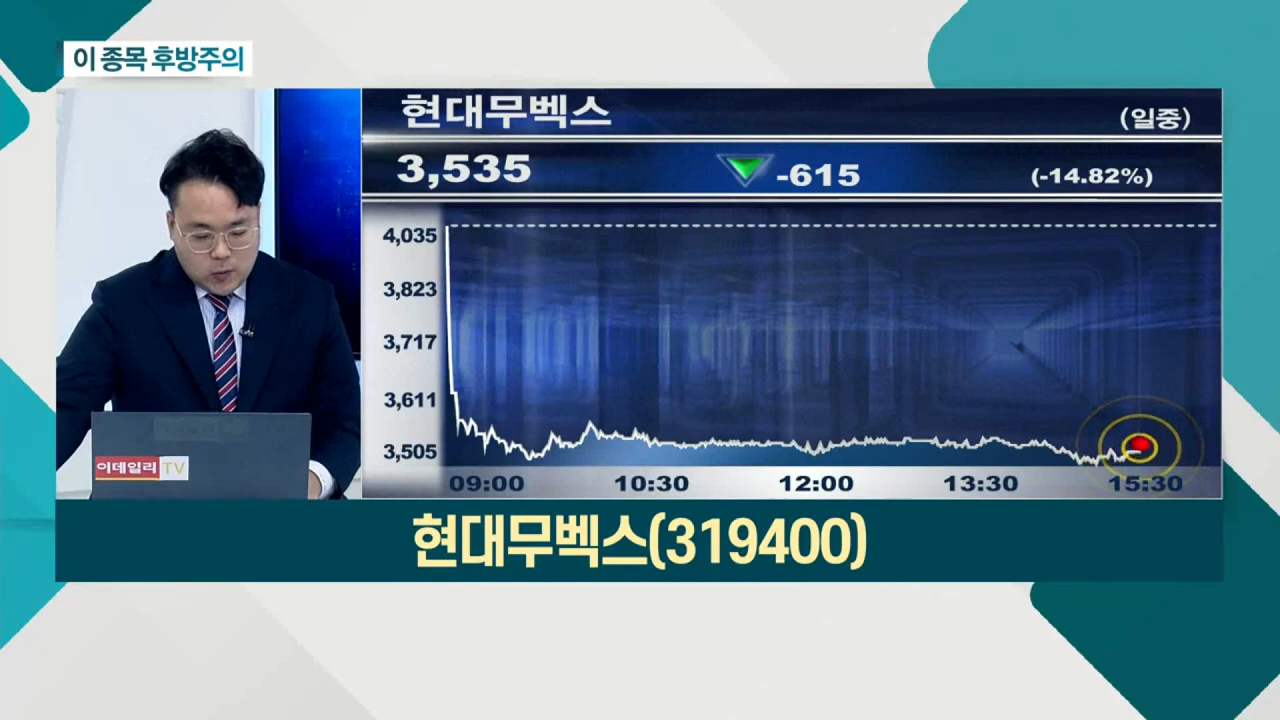 이 종목 후방주의
현대무벡스
(일중)
3,535
-615
(-14.82%)
4,035
3,823
3,717
3,611
3,505
09:00
10:30
12:00
13:30
15:30
이데일리TV
현대무벡스(319400)